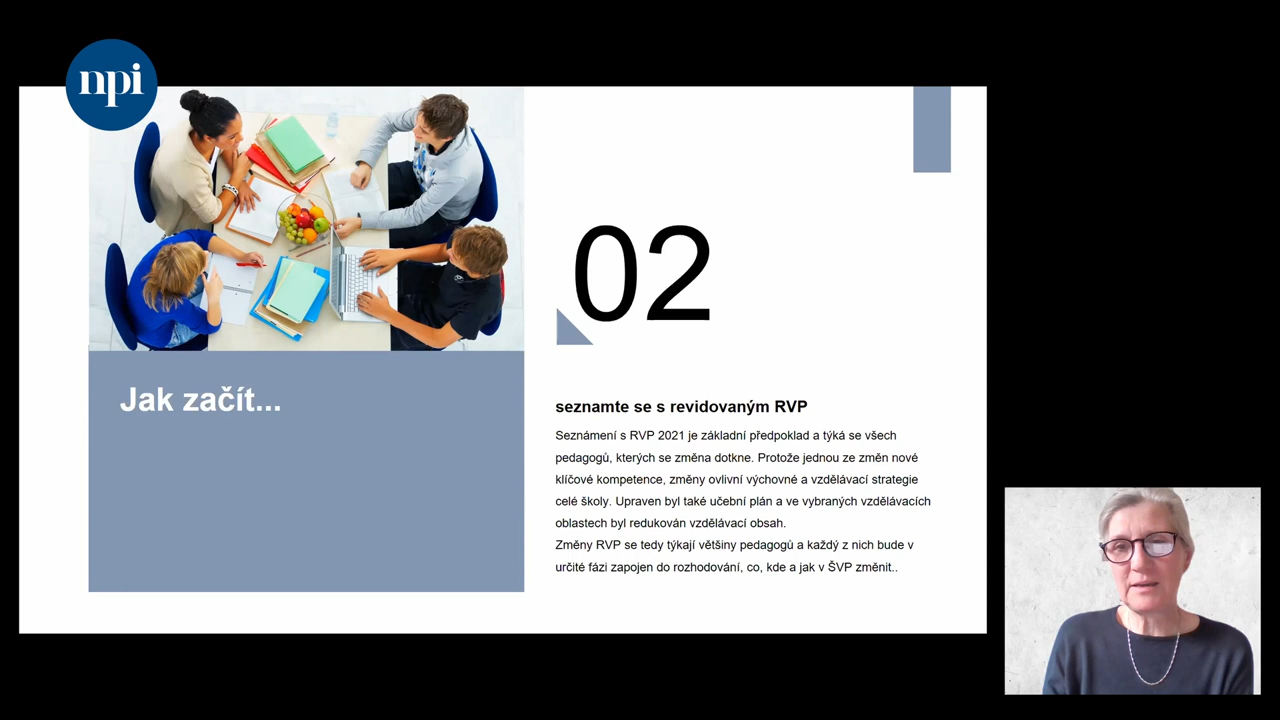 npi
Jak začít...
02
seznamte se s revidovaným RVP
Seznámení s RVP 2021 je základní předpoklad a týká se všech
pedagogů, kterých se změna dotkne. Protože jednou ze změn nové
klíčové kompetence, změny ovlivní výchovné a vzdělávací strategie
celé školy. Upraven byl také učební plán a ve vybraných vzdělávacích
oblastech byl redukován vzdělávací obsah.
Změny RVP se tedy týkají většiny pedagogů a každý z nich bude v
určité fázi zapojen do rozhodování, co, kde a jak v ŠVP změnit..